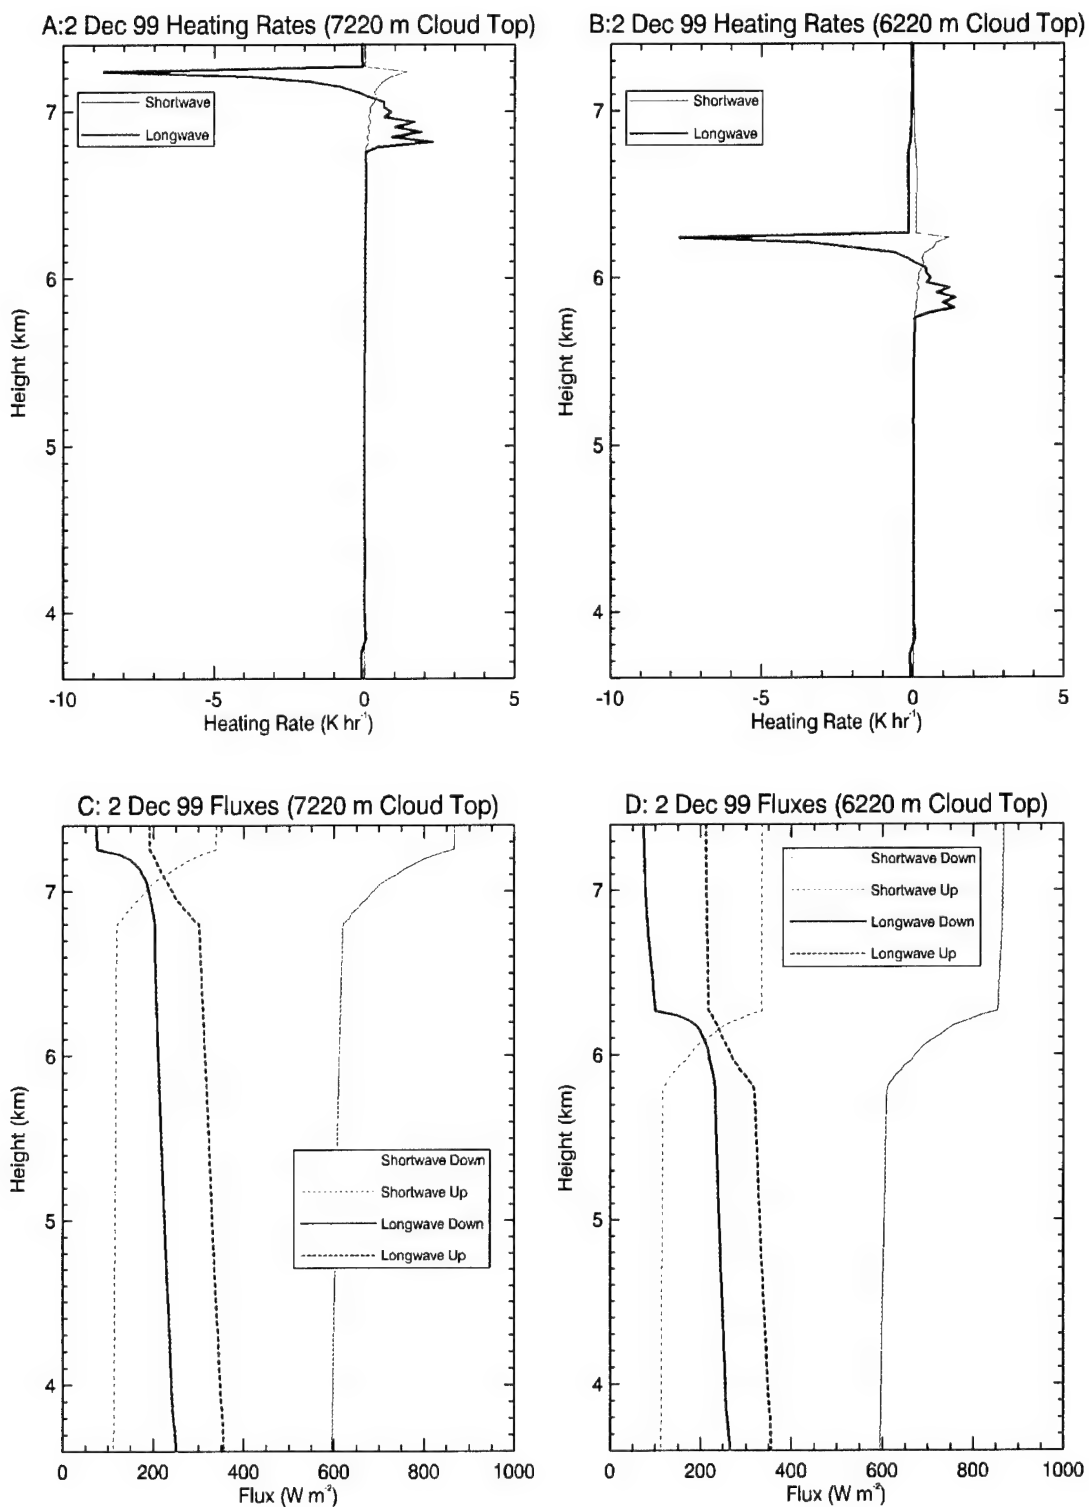 A:2 Dec 99 Heating Rates (7220 m Cloud Top)
Shortwave
Longwave
7
6
5
4
Height (km)
-10 -5 0 5
Heating Rate (K hr-1)
B:2 Dec 99 Heating Rates (6220 m Cloud Top)
Shortwave
Longwave
7
6
5
4
Height (km)
-10 -5 0 5
Heating Rate (K hr-1)
C: 2 Dec 99 Fluxes (7220 m Cloud Top)
7
6
5
4
Height (km)
Shortwave Down
Shortwave Up
Longwave Down
Longwave Up
0 200 400 600 800 1000
Flux (W m-2)
D: 2 Dec 99 Fluxes (6220 m Cloud Top)
Shortwave Down
Shortwave Up
Longwave Down
Longwave Up
7
6
5
4
Height (km)
0 200 400 600 800 1000
Flux (W m-2)